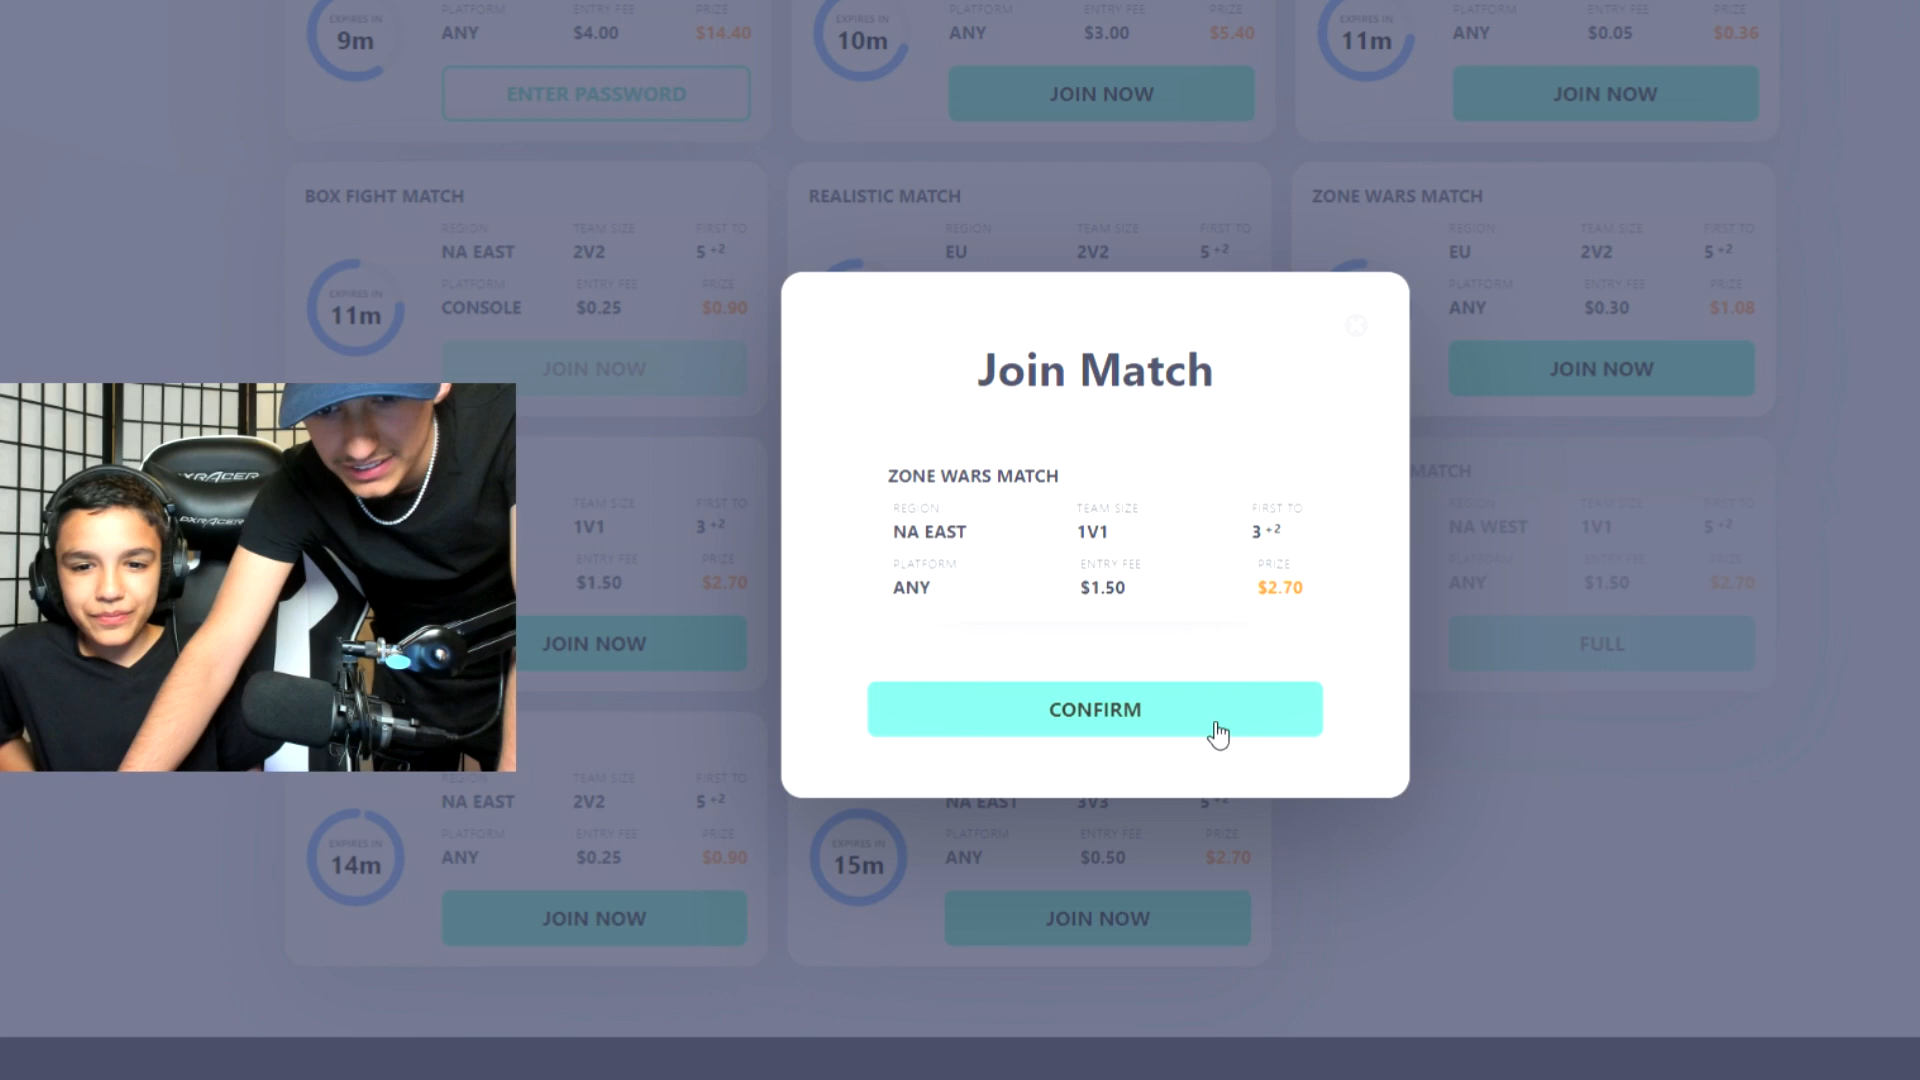 PLATFORM ENTRY FEE PRIZE
EXPIRES IN
9m
ANY $4.00 $14.40
ENTER PASSWORD
PLATFORM ENTRY FEE PRIZE
EXPIRES IN
10m
ANY $3.00 $5.40
JOIN NOW
PLATFORM ENTRY FEE PRIZE
EXPIRES IN
11m
ANY $0.05 $0.36
JOIN NOW
BOX FIGHT MATCH
REGION TEAM SIZE FIRST TO
NA EAST 2V2 5 +2
PLATFORM ENTRY FEE PRIZE
EXPIRES IN
11m
CONSOLE $0.25 $0.90
JOIN NOW
REALISTIC MATCH
REGION TEAM SIZE FIRST TO
EU 2V2 5 +2
ZONE WARS MATCH
REGION TEAM SIZE FIRST TO
EU 2V2 5 +2
PLATFORM ENTRY FEE PRIZE
ANY $0.30 $1.08
JOIN NOW
Join Match
ZONE WARS MATCH
REGION TEAM SIZE FIRST TO
NA EAST 1V1 3 +2
PLATFORM ENTRY FEE PRIZE
ANY $1.50 $2.70
CONFIRM
DXRACER
TEAM SIZE FIRST TO
1V1 3 +2
ENTRY FEE PRIZE
$1.50 $2.70
JOIN NOW
MATCH
REGION TEAM SIZE FIRST TO
NA WEST 1V1 5 +2
PLATFORM ENTRY FEE PRIZE
ANY $1.50 $2.70
FULL
REGION TEAM SIZE FIRST TO
NA EAST 2V2 5 +2
PLATFORM ENTRY FEE PRIZE
EXPIRES IN
14m
ANY $0.25 $0.90
JOIN NOW
NA EAST 3V3 5 +2
PLATFORM ENTRY FEE PRIZE
EXPIRES IN
15m
ANY $0.50 $2.70
JOIN NOW